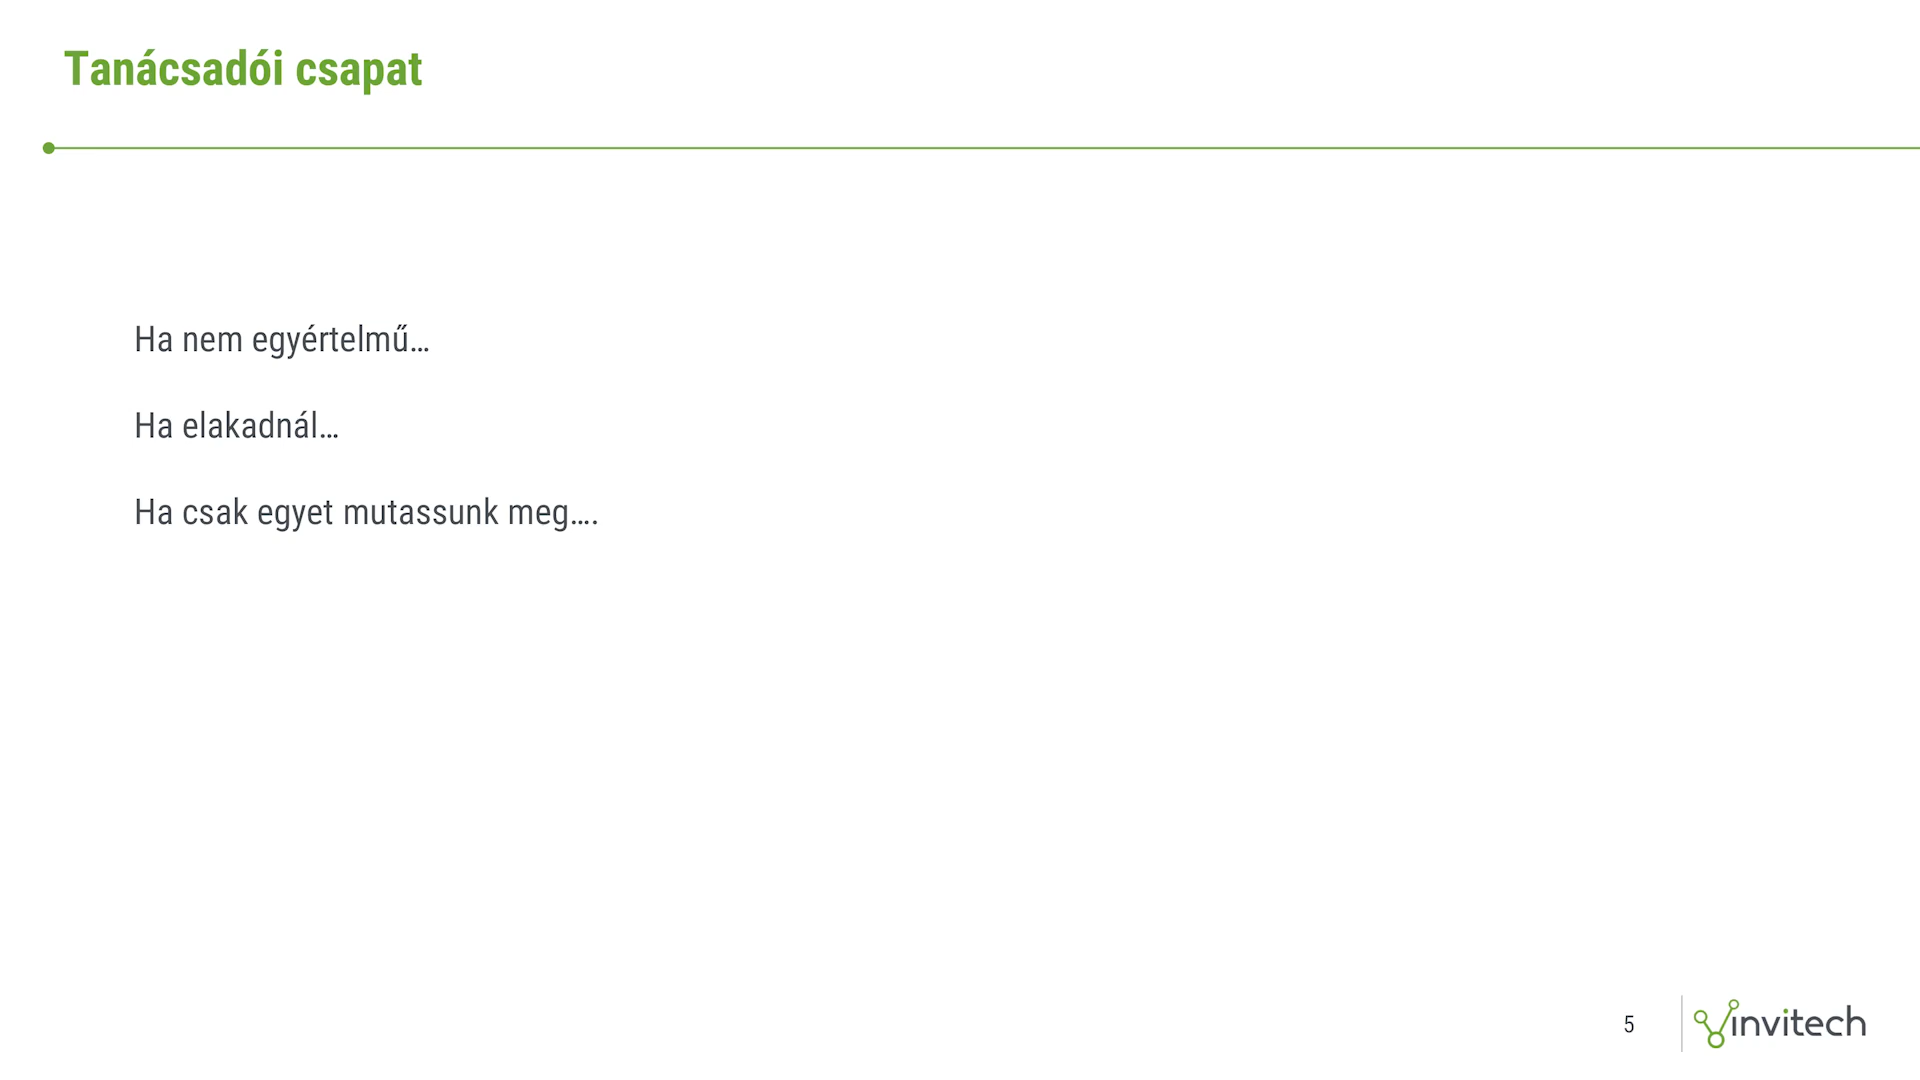 Tanácsadói csapat
Ha nem egyértelmű…
Ha elakadnál…
Ha csak egyet mutassunk meg….
5
invitech